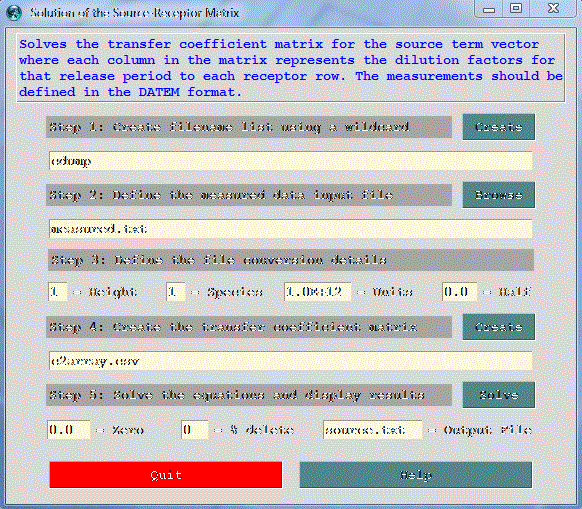 Solution of the Source-Receptor Matrix
Solves the transfer coefficient matrix for the source term vector
where each column in the matrix represents the dilution factors for
that release period to each receptor row. The measurements should be
defined in the DATEM format.
Step 1: Create filename list using a wildcard
Create
cdump
Step 2: Define the measured data input file
Browse
measured.txt
Step 3: Define the file conversion details
1 - Height 1 - Species 1.0E+12 - Units 0.0 - Half
Step 4: Create the transfer coefficient matrix
Create
c2array.csv
Step 5: Solve the equations and display results
Solve
0.0 - Zero 0 - % delete source.txt - Output File
Quit Help